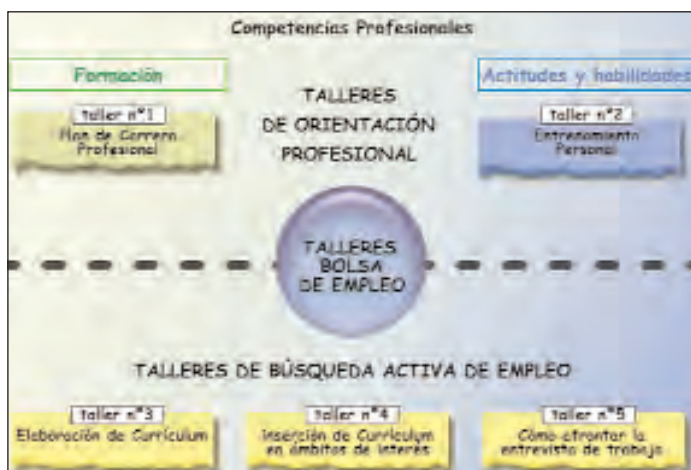 Competencias Profesionales
Formación
Actitudes y habilidades
TALLERES
DE ORIENTACIÓN
PROFESIONAL
taller nº1
Plan de Carrera
Profesional
taller nº2
Entrenamiento
Personal
TALLERES
BOLSA
DE EMPLEO
TALLERES DE BÚSQUEDA ACTIVA DE EMPLEO
taller nº3
Elaboración de Currículum
taller nº4
Inserción de Currículum
en ámbitos de interés
taller nº5
Cómo afrontar la
entrevista de trabajo